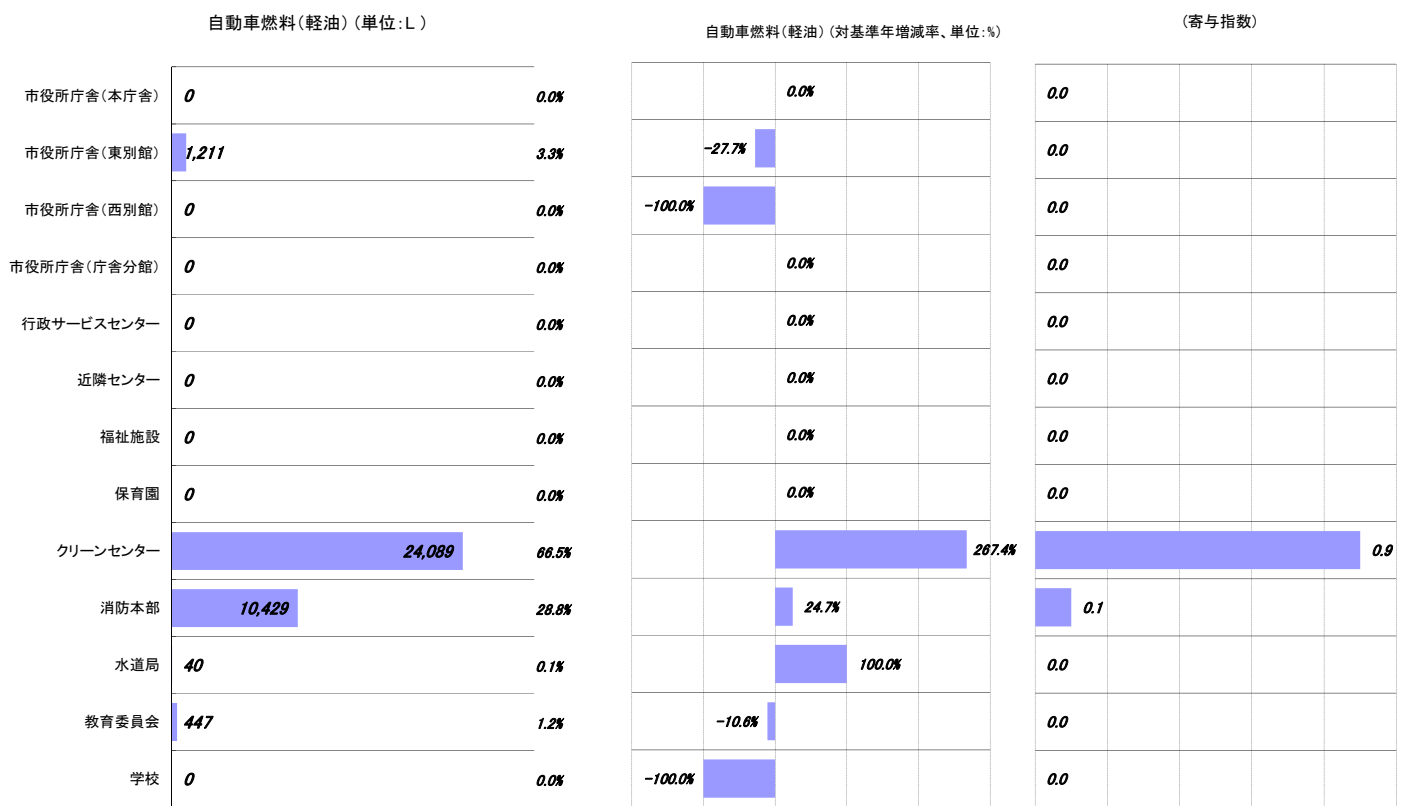 自動車燃料(軽油) (単位:L )
自動車燃料(軽油) (対基準年増減率、単位:%)
(寄与指数)
市役所庁舎(本庁舎) 0 0.0% 0.0% 0.0
市役所庁舎(東別館) 1,211 3.3% -27.7% 0.0
市役所庁舎(西別館) 0 0.0% -100.0% 0.0
市役所庁舎(庁舎分館) 0 0.0% 0.0% 0.0
行政サービスセンター 0 0.0% 0.0% 0.0
近隣センター 0 0.0% 0.0% 0.0
福祉施設 0 0.0% 0.0% 0.0
保育園 0 0.0% 0.0% 0.0
クリーンセンター 24,089 66.5% 267.4% 0.9
消防本部 10,429 28.8% 24.7% 0.1
水道局 40 0.1% 100.0% 0.0
教育委員会 447 1.2% -10.6% 0.0
学校 0 0.0% -100.0% 0.0